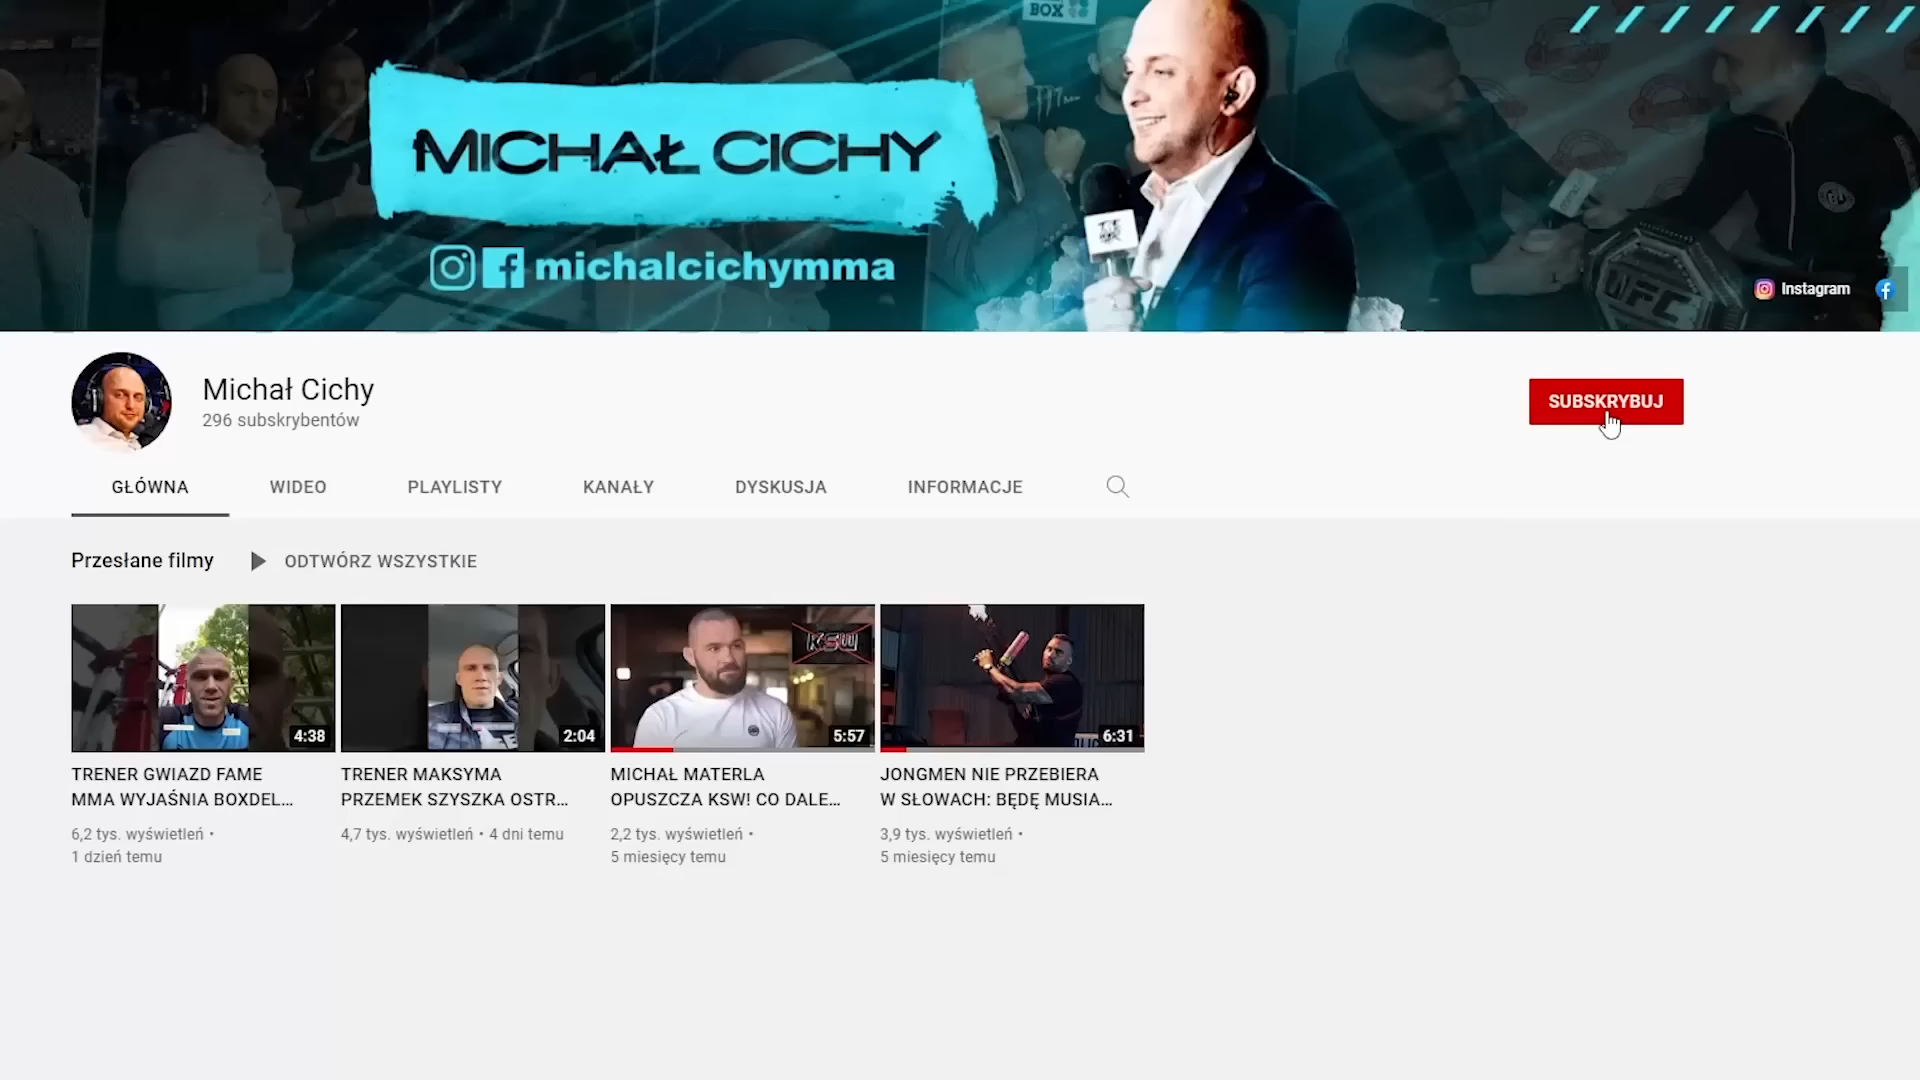 BOX
MICHAŁ CICHY
michalcichymma
UFC
Instagram
Michał Cichy
296 subskrybentów
SUBSKRYBUJ
GŁÓWNA
WIDEO
PLAYLISTY
KANAŁY
DYSKUSJA
INFORMACJE
Przesłane filmy
ODTWÓRZ WSZYSTKIE
4:38
2:04
KSW
5:57
6:31
TRENER GWIAZD FAME
MMA WYJAŚNIA BOXDEL...
6,2 tys. wyświetleń •
1 dzień temu
TRENER MAKSYMA
PRZEMEK SZYSZKA OSTR...
4,7 tys. wyświetleń • 4 dni temu
MICHAŁ MATERLA
OPUSZCZA KSW! CO DALE...
2,2 tys. wyświetleń •
5 miesięcy temu
JONGMEN NIE PRZEBIERA
W SŁOWACH: BĘDĘ MUSIA...
3,9 tys. wyświetleń •
5 miesięcy temu